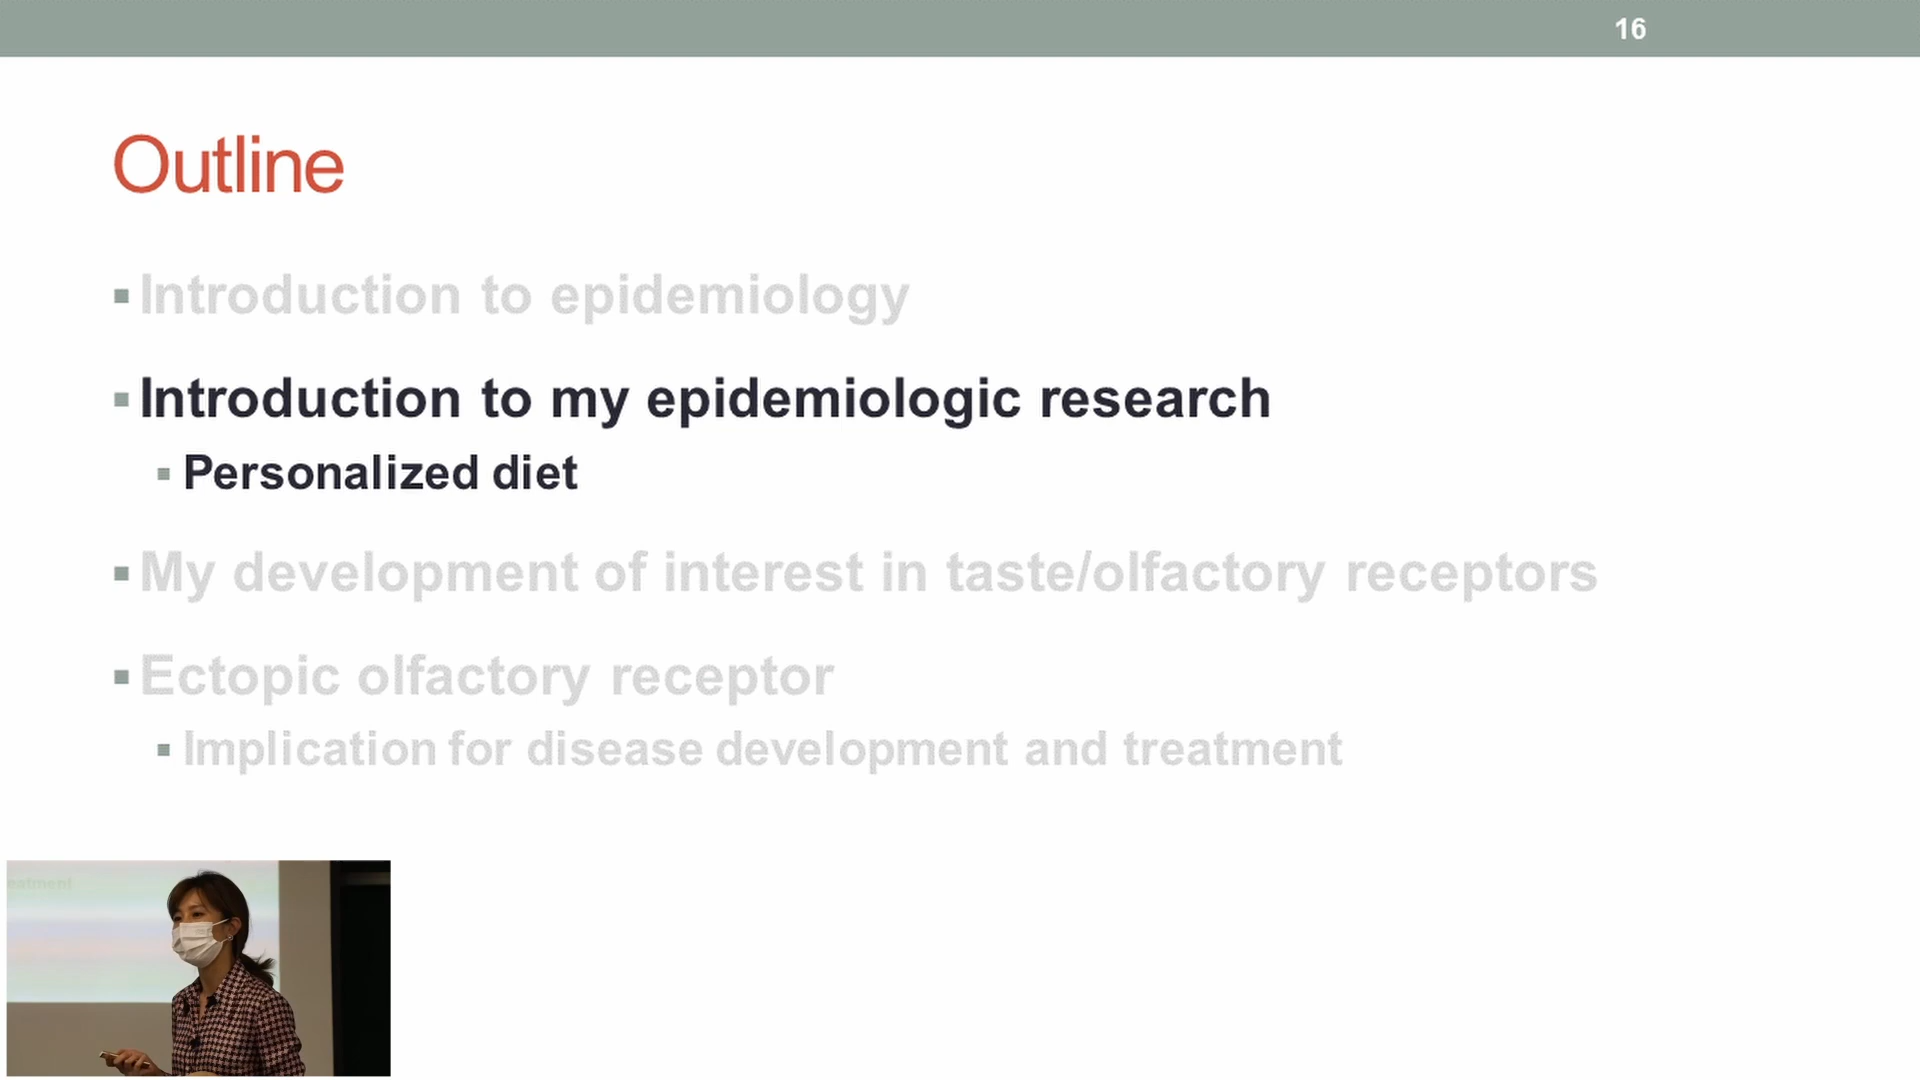 16
Outline
Introduction to epidemiology
Introduction to my epidemiologic research
Personalized diet
My development of interest in taste/olfactory receptors
Ectopic olfactory receptor
Implication for disease development and treatment
eatment